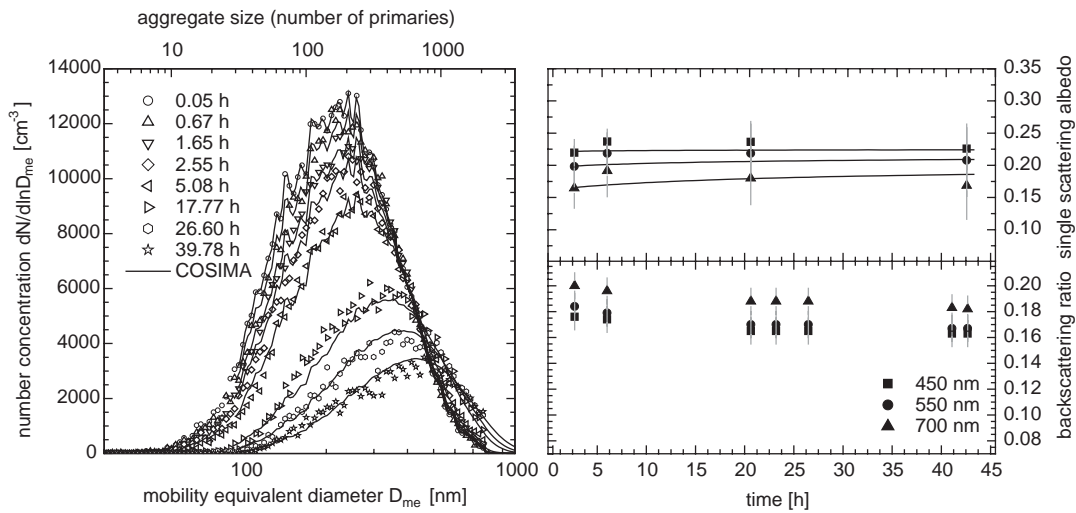 aggregate size (number of primaries)
10 100 1000
14000
12000
10000
8000
6000
4000
2000
0
number concentration dN/dlnD_me [cm⁻³]
0.05 h
0.67 h
1.65 h
2.55 h
5.08 h
17.77 h
26.60 h
39.78 h
COSIMA
100 1000
mobility equivalent diameter D_me [nm]
0.35
0.30
0.25
0.20
0.15
0.10
single scattering albedo
0.20
0.18
0.16
0.14
0.12
0.10
0.08
backscattering ratio
450 nm
550 nm
700 nm
0 5 10 15 20 25 30 35 40 45
time [h]